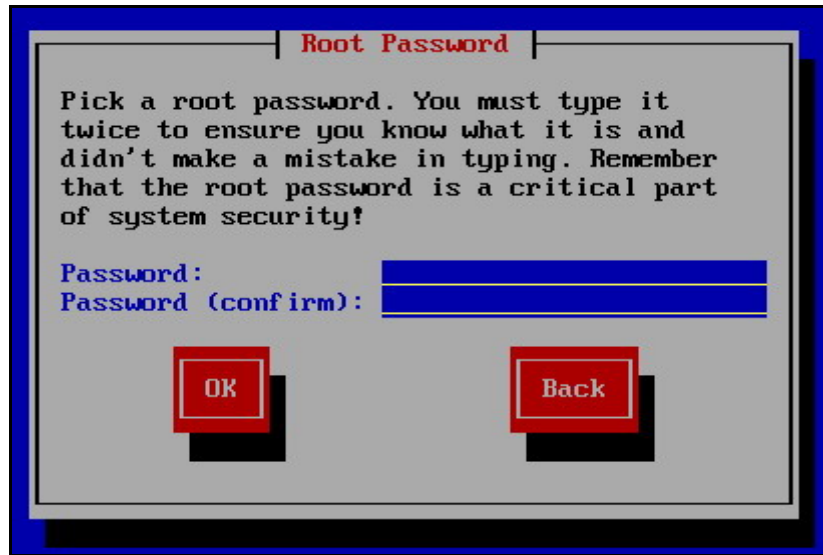 Root Password
Pick a root password. You must type it
twice to ensure you know what it is and
didn't make a mistake in typing. Remember
that the root password is a critical part
of system security!
Password:
Password (confirm):
OK Back